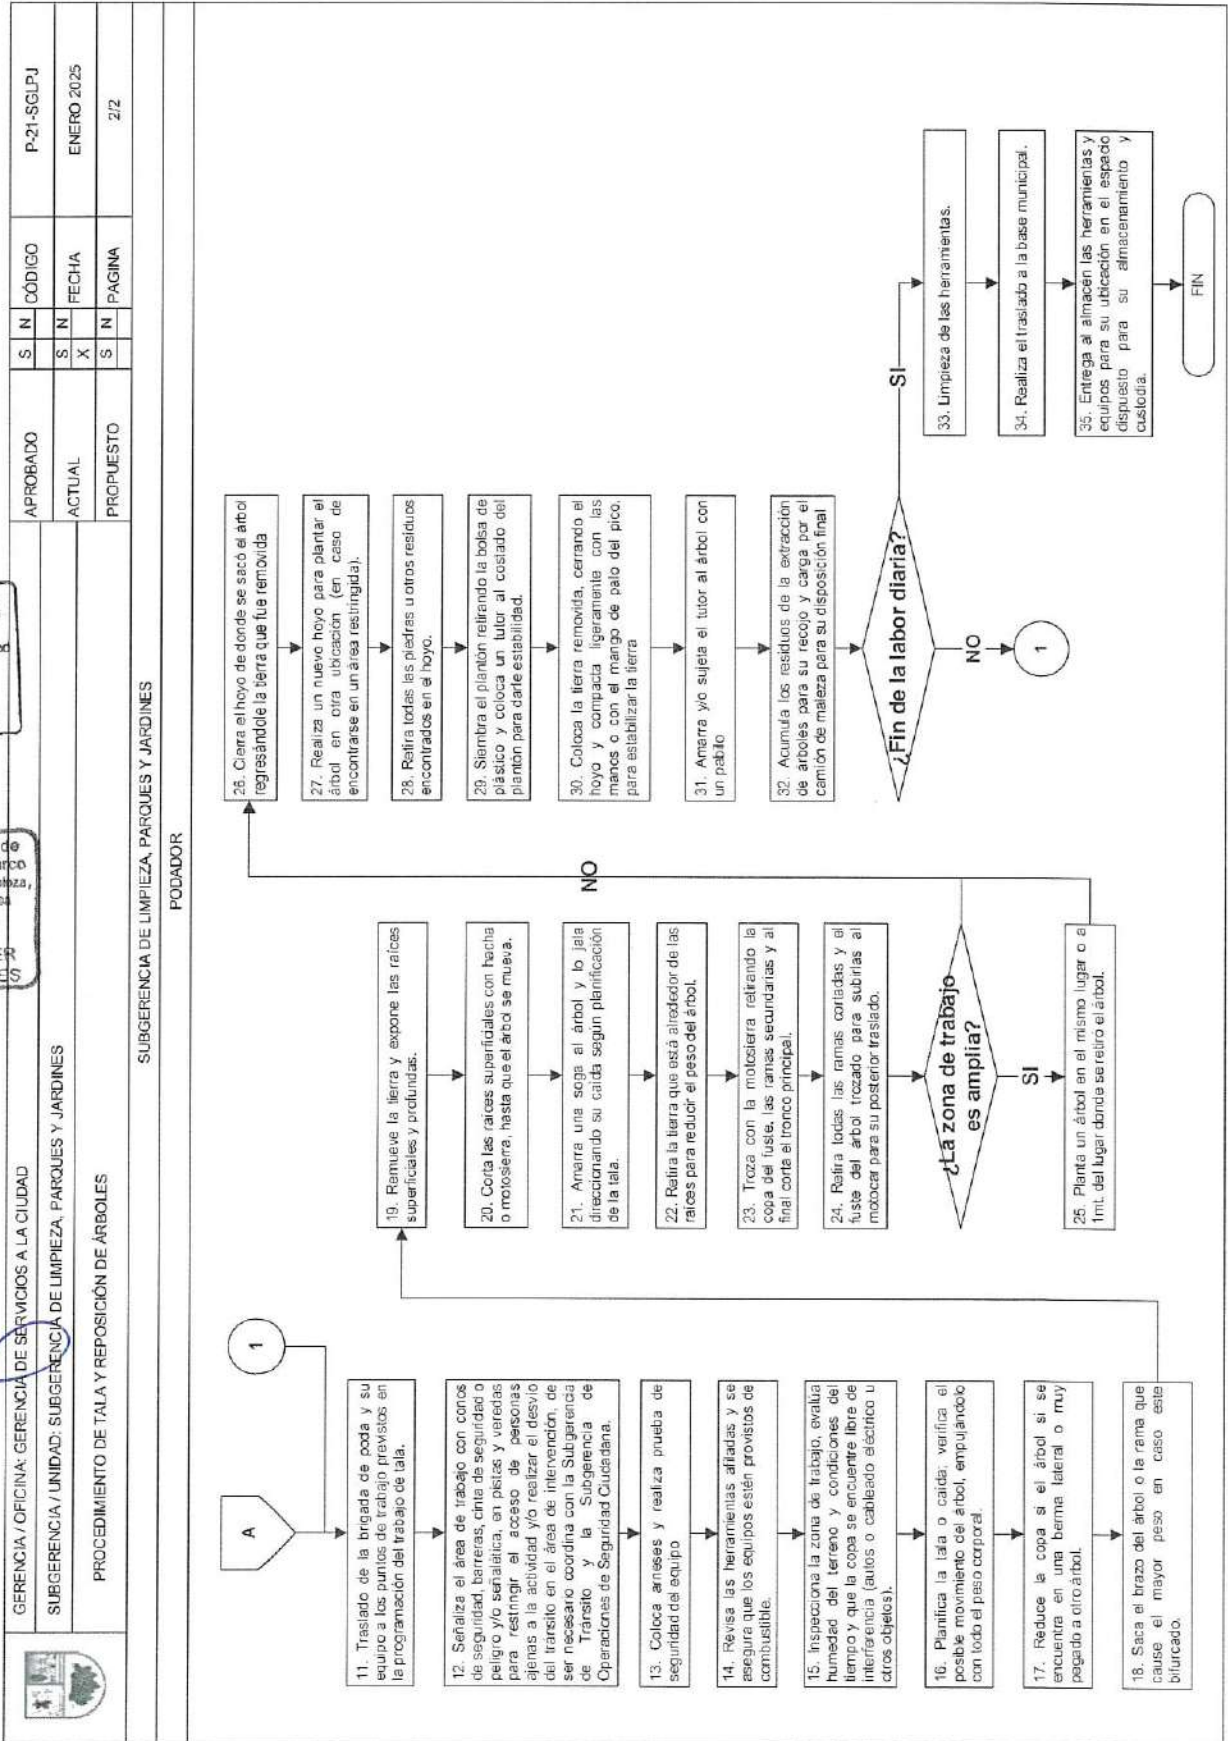 GERENCIA / OFICINA: GERENCIA DE SERVICIOS A LA CIUDAD
SUBGERENCIA / UNIDAD: SUBGERENCIA DE LIMPIEZA, PARQUES Y JARDINES
PROCEDIMIENTO DE TALA Y REPOSICIÓN DE ÁRBOLES
APROBADO S N CÓDIGO P-21-SGLPJ
ACTUAL S N FECHA ENERO 2025
X
PROPUESTO S N PAGINA 2/2
SUBGERENCIA DE LIMPIEZA, PARQUES Y JARDINES
PODADOR
A
1
11. Traslado de la brigada de poda y su
equipo a los puntos de trabajo previstos en
la programación del trabajo de tala.
12. Señaliza el área de trabajo con conos
de seguridad, barreras, cinta de seguridad o
peligro y/o señalética, en pistas y veredas
para restringir el acceso de personas
ajenas a la actividad y/o realizar el desvío
del tránsito en el área de intervención, de
ser necesario coordina con la Subgerencia
de Tránsito y la Subgerencia de
Operaciones de Seguridad Ciudadana.
13. Coloca arneses y realiza prueba de
seguridad del equipo
14. Revisa las herramientas afiladas y se
asegura que los equipos estén provistos de
combustible.
15. Inspecciona la zona de trabajo, evalúa
humedad del terreno y condiciones del
tiempo y que la copa se encuentre libre de
interferencia (autos o cableado eléctrico u
otros objetos).
16. Planifica la tala o caída; verifica el
posible movimiento del árbol, empujándolo
con todo el peso corporal.
17. Reduce la copa si el árbol si se
encuentra en una berma lateral o muy
pegado a otro árbol.
18. Saca el brazo del árbol o la rama que
cause el mayor peso en caso este
bifurcado.
19. Remueve la tierra y expone las raíces
superficiales y profundas.
20. Corta las raíces superficiales con hacha
o motosierra, hasta que el árbol se mueva.
21. Amarra una soga al árbol y lo jala
direccionando su caída según planificación
de la tala.
22. Retira la tierra que está alrededor de las
raíces para reducir el peso del árbol.
23. Troza con la motosierra retirando la
copa del fuste, las ramas secundarias y al
final corta el tronco principal.
24. Retira todas las ramas cortadas y el
fuste del árbol trozado para subirlas al
motocar para su posterior traslado.
¿La zona de trabajo
es amplia?
NO
SI
25. Planta un árbol en el mismo lugar o a
1mt. del lugar donde se retiró el árbol.
26. Cierra el hoyo de donde se sacó el árbol
regresándole la tierra que fue removida
27. Realiza un nuevo hoyo para plantar el
árbol en otra ubicación (en caso de
encontrarse en un área restringida).
28. Retira todas las piedras u otros residuos
encontrados en el hoyo.
29. Siembra el plantón retirando la bolsa de
plástico y coloca un tutor al costado del
plantón para darle estabilidad.
30. Coloca la tierra removida, cerrando el
hoyo y compacta ligeramente con las
manos o con el mango de palo del pico,
para estabilizar la tierra
31. Amarra y/o sujeta el tutor al árbol con
un pabilo
32. Acumula los residuos de la extracción
de árboles para su recojo y carga por el
camión de maleza para su disposición final
¿Fin de la labor diaria?
SI
NO
1
33. Limpieza de las herramientas.
34. Realiza el traslado a la base municipal.
35. Entrega al almacén las herramientas y
equipos para su ubicación en el espacio
dispuesto para su almacenamiento y
custodia.
FIN